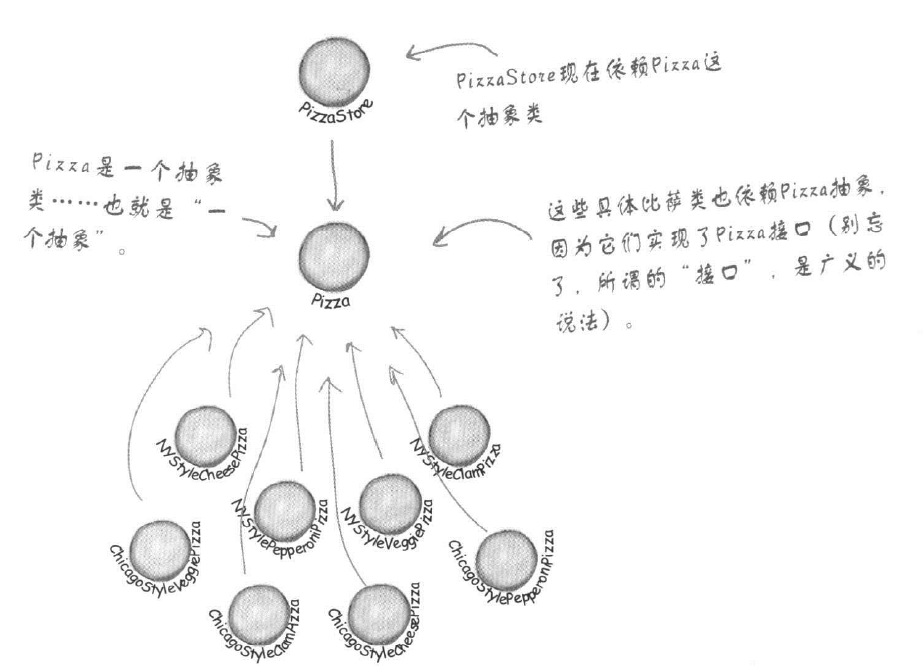 PizzaStore
PizzaStore现在依赖Pizza这
个抽象类
Pizza是一个抽象
类……也就是“一
个抽象”。
这些具体比萨类也依赖Pizza抽象，
因为它们实现了Pizza接口（别忘
了，所谓的“接口”，是广义的
说法）。
Pizza
NYStyleCheesePizza
NYStyleClamPizza
NYStylePepperoniPizza
NYStyleVeggiePizza
ChicagoStyleVeggiePizza
ChicagoStylePepperoniPizza
ChicagoStyleClamPizza
ChicagoStyleCheesePizza